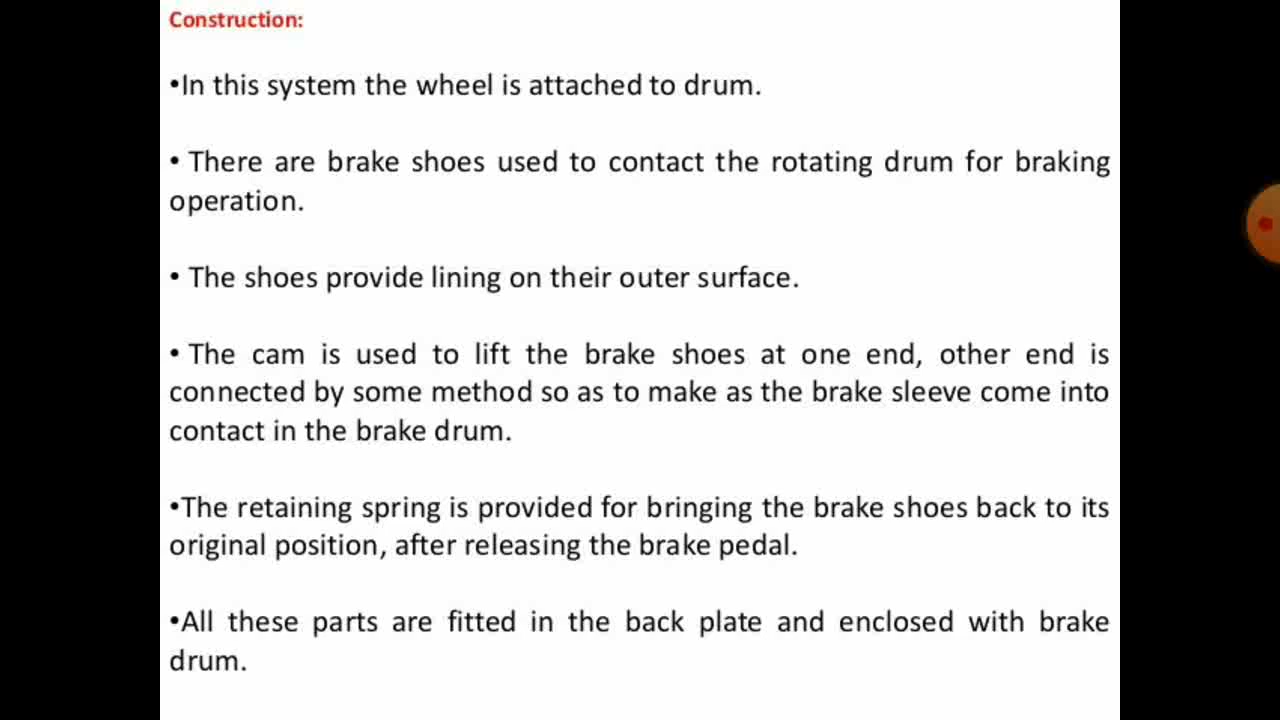 Construction:
•In this system the wheel is attached to drum.
• There are brake shoes used to contact the rotating drum for braking
operation.
• The shoes provide lining on their outer surface.
• The cam is used to lift the brake shoes at one end, other end is
connected by some method so as to make as the brake sleeve come into
contact in the brake drum.
•The retaining spring is provided for bringing the brake shoes back to its
original position, after releasing the brake pedal.
•All these parts are fitted in the back plate and enclosed with brake
drum.